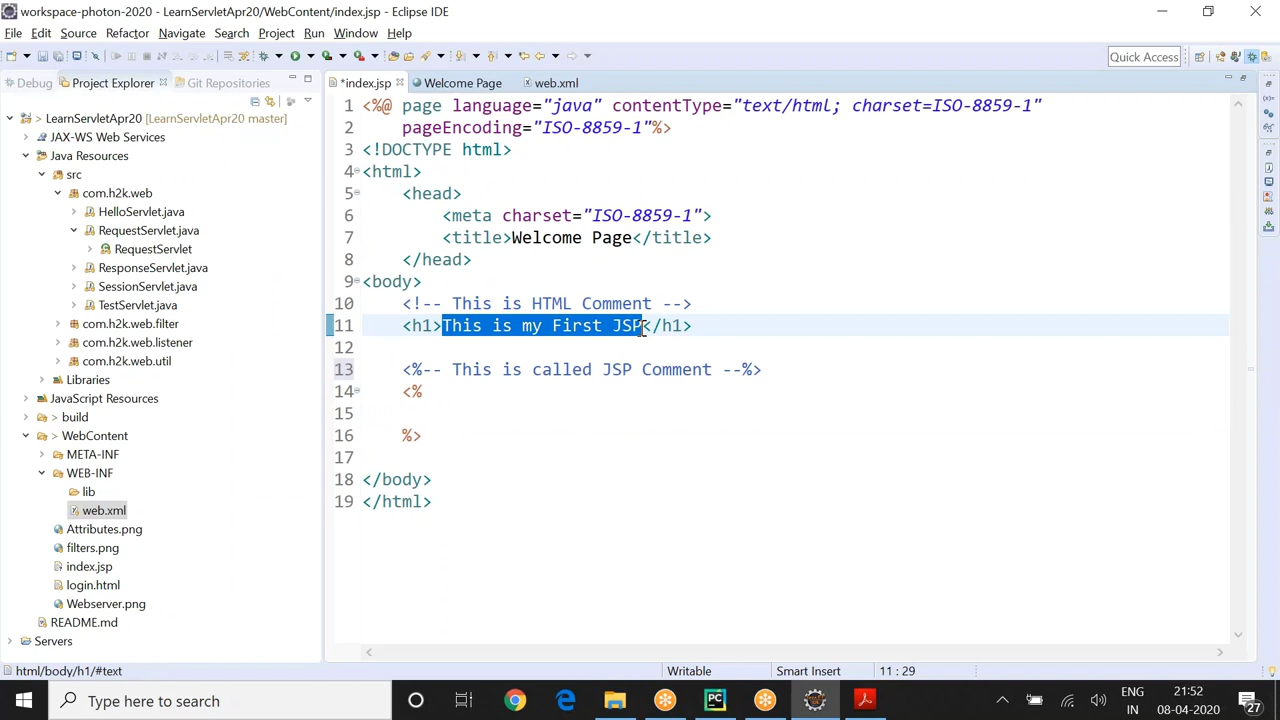 workspace-photon-2020 - LearnServletApr20/WebContent/index.jsp - Eclipse IDE
File Edit Source Refactor Navigate Search Project Run Window Help
Quick Access
Debug Project Explorer Git Repositories
*index.jsp Welcome Page web.xml
LearnServletApr20 [LearnServletApr20 master]
JAX-WS Web Services
Java Resources
src
com.h2k.web
HelloServlet.java
RequestServlet.java
RequestServlet
ResponseServlet.java
SessionServlet.java
TestServlet.java
com.h2k.web.filter
com.h2k.web.listener
com.h2k.web.util
Libraries
JavaScript Resources
> build
> WebContent
META-INF
WEB-INF
lib
web.xml
Attributes.png
filters.png
index.jsp
login.html
Webserver.png
README.md
Servers
1 <%@ page language="java" contentType="text/html; charset=ISO-8859-1"
2 pageEncoding="ISO-8859-1"%>
3 <!DOCTYPE html>
4 <html>
5 <head>
6 <meta charset="ISO-8859-1">
7 <title>Welcome Page</title>
8 </head>
9 <body>
10 <!-- This is HTML Comment -->
11 <h1>This is my First JSP</h1>
12
13 <%-- This is called JSP Comment --%>
14 <%
15
16 %>
17
18 </body>
19 </html>
html/body/h1/#text
Writable
Smart Insert
11 : 29
Type here to search
PC
ENG
IN
21:52
08-04-2020
27